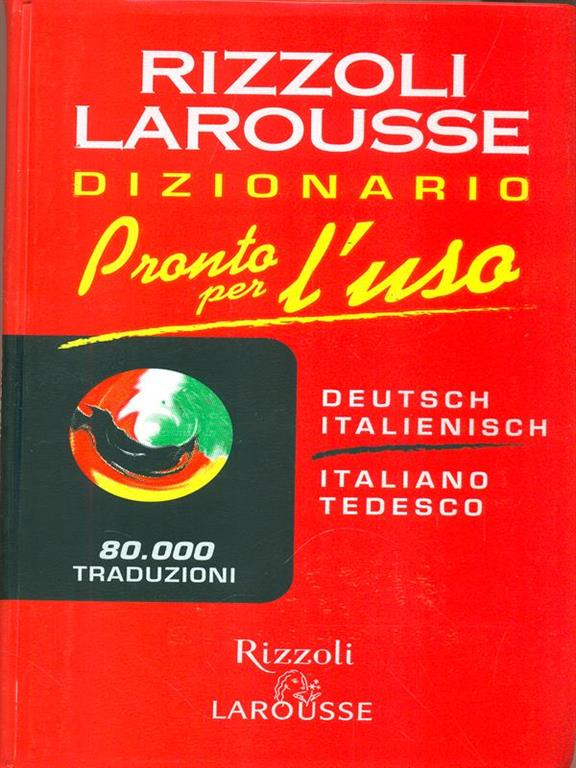 RIZZOLI
LAROUSSE
DIZIONARIO
Pronto
per l'uso
DEUTSCH
ITALIENISCH
ITALIANO
TEDESCO
80.000
TRADUZIONI
Rizzoli
LAROUSSE